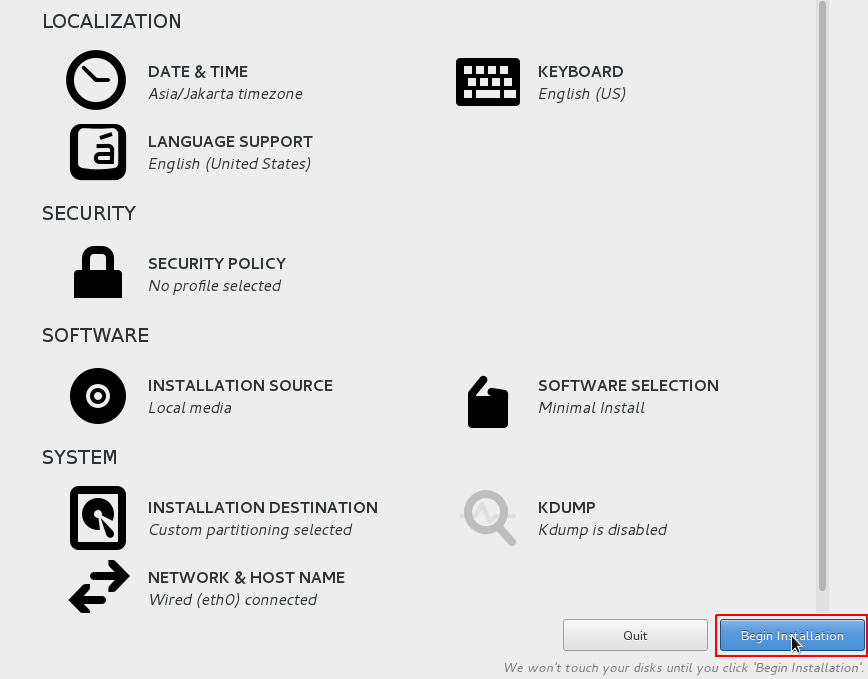 LOCALIZATION
DATE & TIME
Asia/Jakarta timezone
KEYBOARD
English (US)
á
LANGUAGE SUPPORT
English (United States)
SECURITY
SECURITY POLICY
No profile selected
SOFTWARE
INSTALLATION SOURCE
Local media
SOFTWARE SELECTION
Minimal Install
SYSTEM
INSTALLATION DESTINATION
Custom partitioning selected
KDUMP
Kdump is disabled
NETWORK & HOST NAME
Wired (eth0) connected
Quit
Begin Installation
We won't touch your disks until you click 'Begin Installation'.